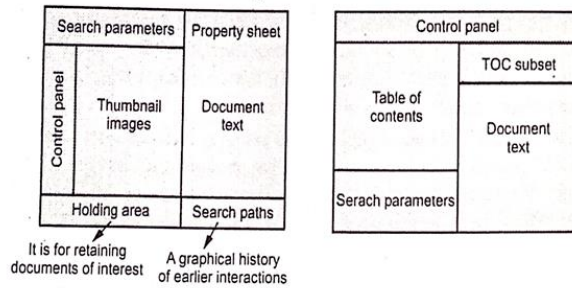 Search parameters
Property sheet
Control panel
Thumbnail
images
Document
text
Holding area
Search paths
It is for retaining
documents of interest
A graphical history
of earlier interactions
Control panel
Table of
contents
TOC subset
Document
text
Serach parameters